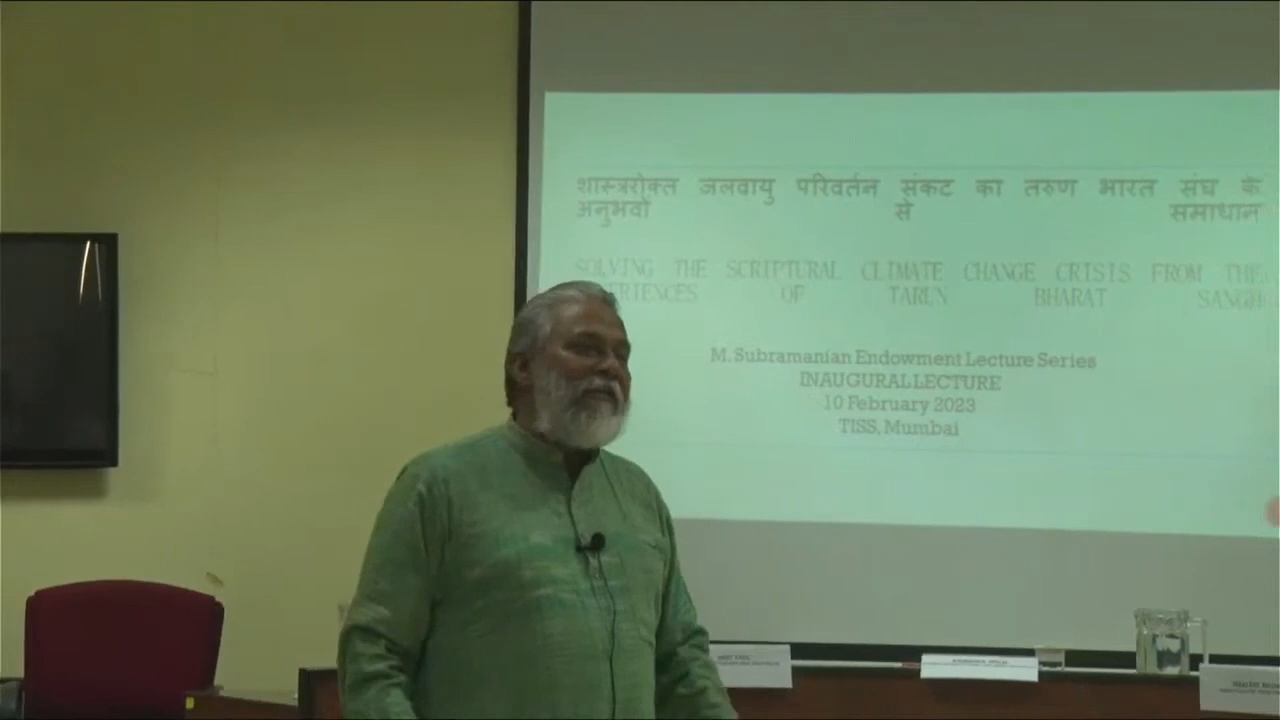 शास्त्ररोक्त जलवायु परिवर्तन संकट का तरुण भारत संघ के
अनुभवों से समाधान
SOLVING THE SCRIPTURAL CLIMATE CHANGE CRISIS FROM THE
OF TARUN BHARAT SANGH
M. Subramanian Endowment Lecture Series
INAUGURAL LECTURE
10 February 2023
TISS, Mumbai